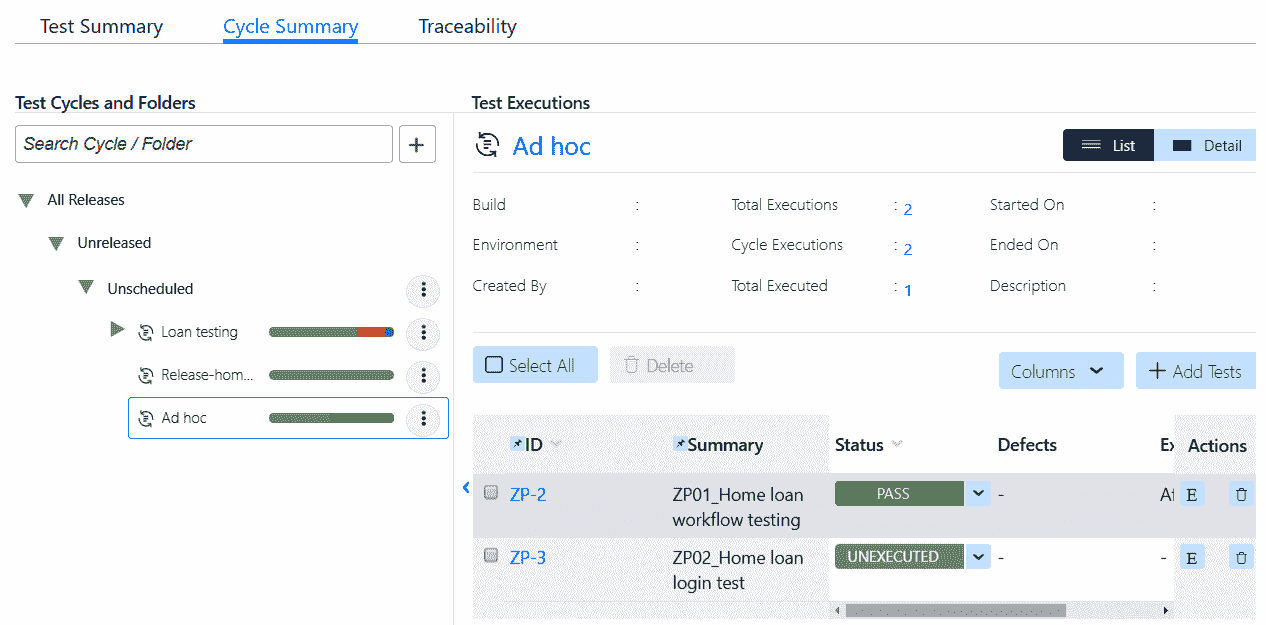 Test Summary
Cycle Summary
Traceability
Test Cycles and Folders
Search Cycle / Folder
+
All Releases
Unreleased
Unscheduled
Loan testing
Release-hom...
Ad hoc
Test Executions
Ad hoc
List
Detail
Build :
Total Executions : 2
Started On :
Environment :
Cycle Executions : 2
Ended On :
Created By :
Total Executed : 1
Description :
Select All
Delete
Columns
+ Add Tests
ID
Summary
Status
Defects
Ex
Actions
ZP-2
ZP01_Home loan
workflow testing
PASS
-
E
ZP-3
ZP02_Home loan
login test
UNEXECUTED
-
-
E